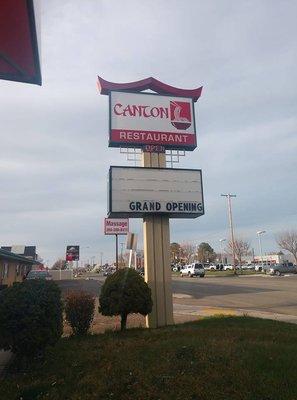 CANTON
RESTAURANT
OPEN
GRAND OPENING
Massage